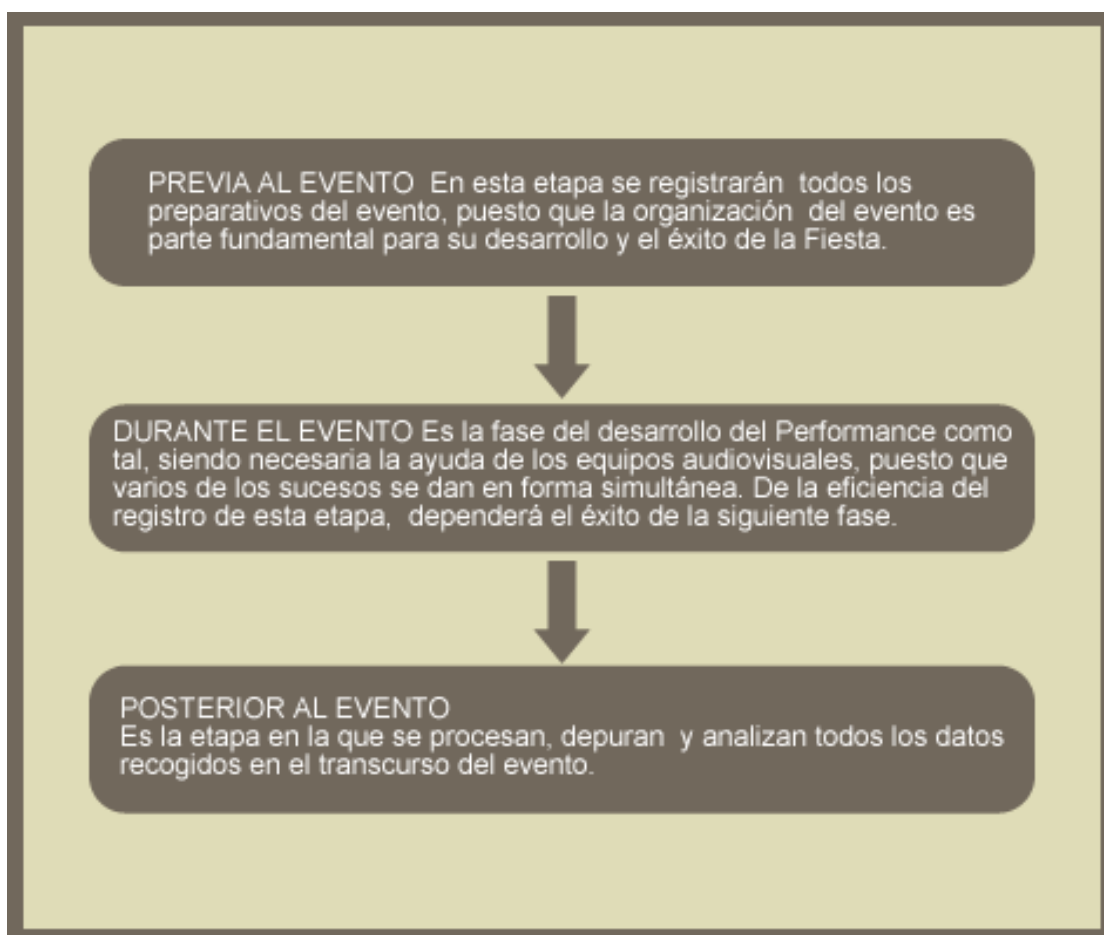 PREVIA AL EVENTO  En esta etapa se registrarán  todos los
preparativos del evento, puesto que la organización  del evento es
parte fundamental para su desarrollo y el éxito de la Fiesta.
DURANTE EL EVENTO Es la fase del desarrollo del Performance como
tal, siendo necesaria la ayuda de los equipos audiovisuales, puesto que
varios de los sucesos se dan en forma simultánea. De la eficiencia del
registro de esta etapa,  dependerá el éxito de la siguiente fase.
POSTERIOR AL EVENTO
Es la etapa en la que se procesan, depuran  y analizan todos los datos
recogidos en el transcurso del evento.